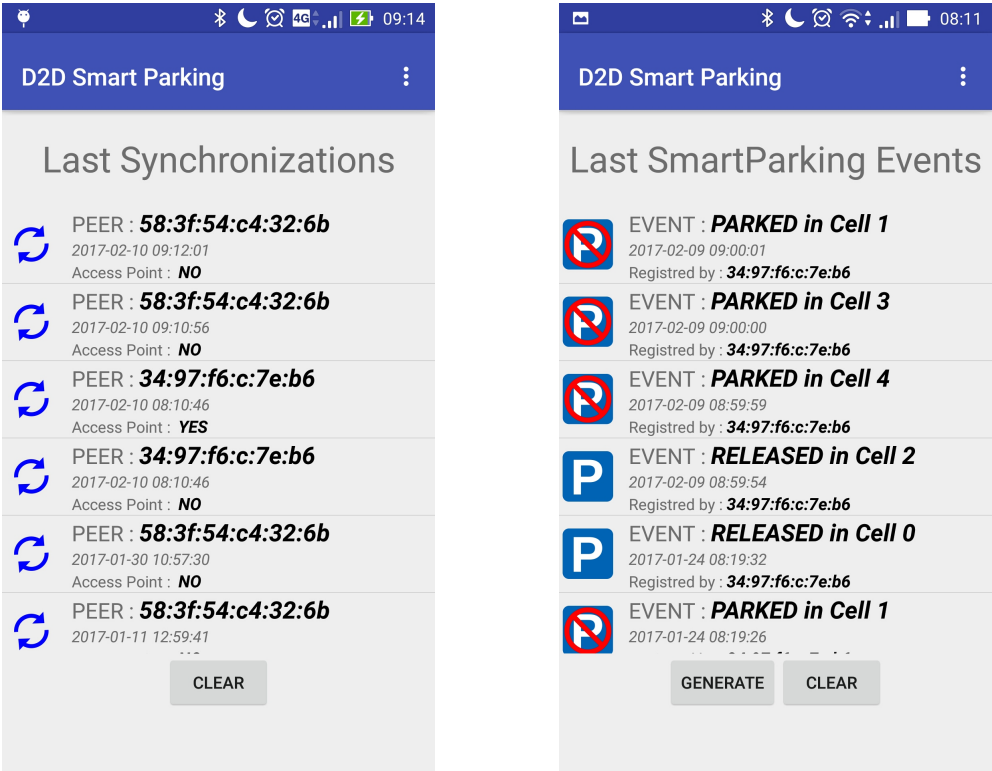 4G 09:14
D2D Smart Parking
Last Synchronizations
PEER : 58:3f:54:c4:32:6b
2017-02-10 09:12:01
Access Point : NO
PEER : 58:3f:54:c4:32:6b
2017-02-10 09:10:56
Access Point : NO
PEER : 34:97:f6:c:7e:b6
2017-02-10 08:10:46
Access Point : YES
PEER : 34:97:f6:c:7e:b6
2017-02-10 08:10:46
Access Point : NO
PEER : 58:3f:54:c4:32:6b
2017-01-30 10:57:30
Access Point : NO
PEER : 58:3f:54:c4:32:6b
2017-01-11 12:59:41
CLEAR
08:11
D2D Smart Parking
Last SmartParking Events
P EVENT : PARKED in Cell 1
2017-02-09 09:00:01
Registred by : 34:97:f6:c:7e:b6
P EVENT : PARKED in Cell 3
2017-02-09 09:00:00
Registred by : 34:97:f6:c:7e:b6
P EVENT : PARKED in Cell 4
2017-02-09 08:59:59
Registred by : 34:97:f6:c:7e:b6
P EVENT : RELEASED in Cell 2
2017-02-09 08:59:54
Registred by : 34:97:f6:c:7e:b6
P EVENT : RELEASED in Cell 0
2017-01-24 08:19:32
Registred by : 34:97:f6:c:7e:b6
P EVENT : PARKED in Cell 1
2017-01-24 08:19:26
GENERATE CLEAR